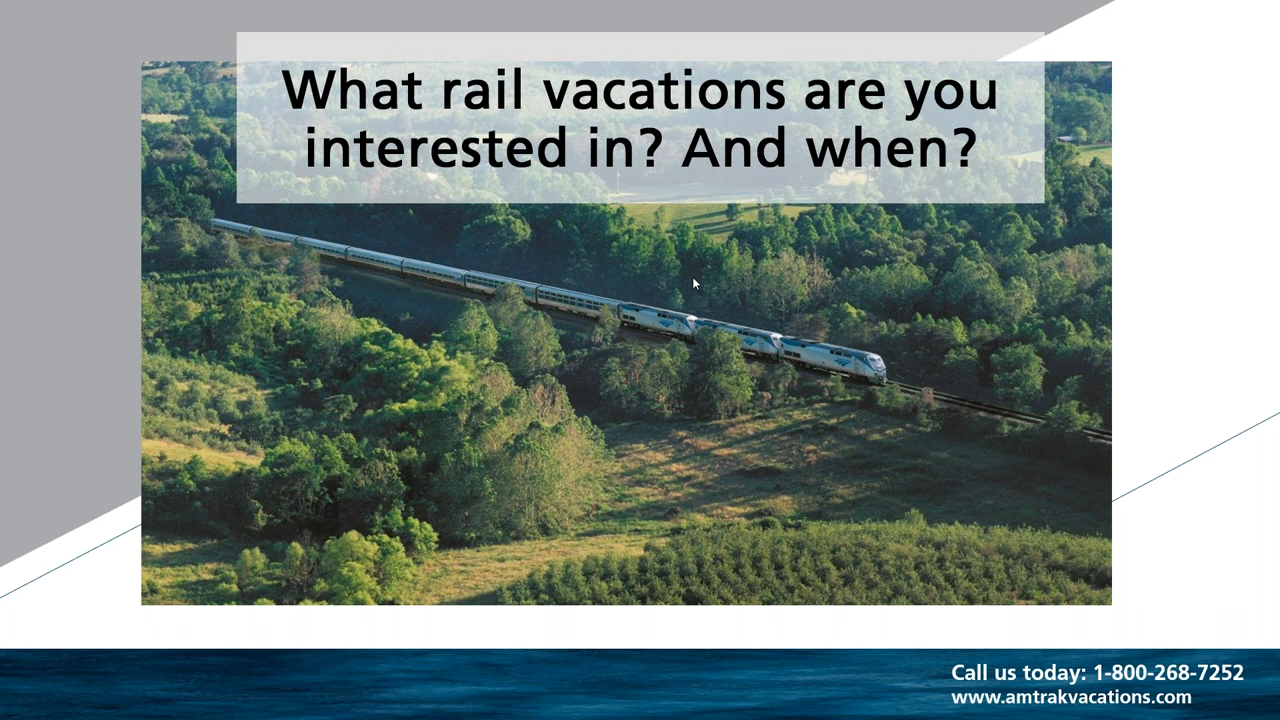 What rail vacations are you
interested in? And when?
Call us today: 1-800-268-7252
www.amtrakvacations.com